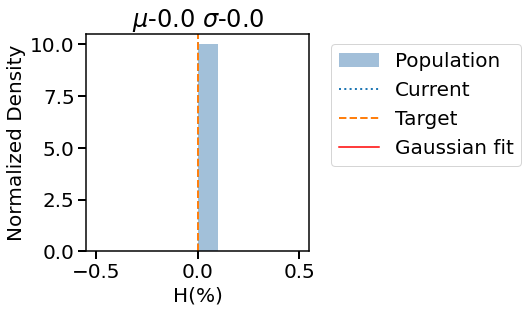 μ-0.0 σ-0.0
Normalized Density
10.0
7.5
5.0
2.5
0.0
−0.5
0.0
0.5
H(%)
Population
Current
Target
Gaussian fit